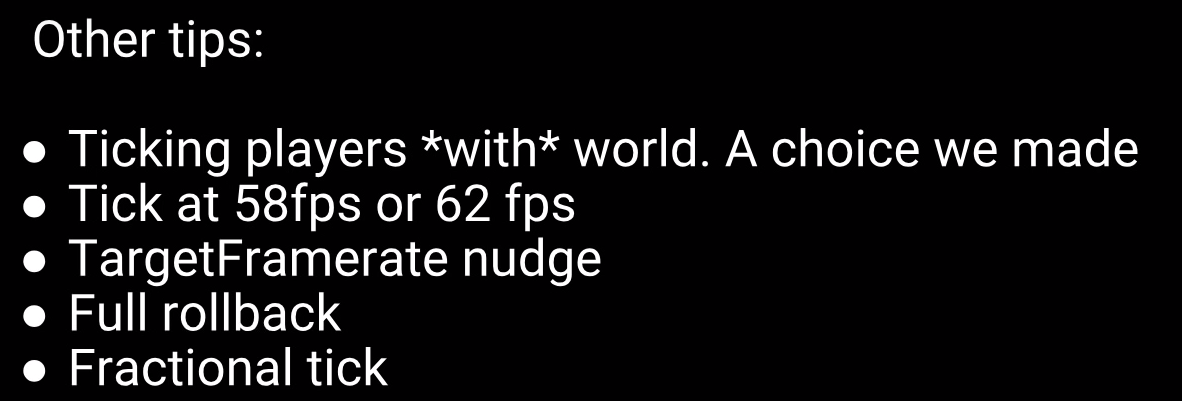 Other tips:
● Ticking players *with* world. A choice we made
● Tick at 58fps or 62 fps
● TargetFramerate nudge
● Full rollback
● Fractional tick